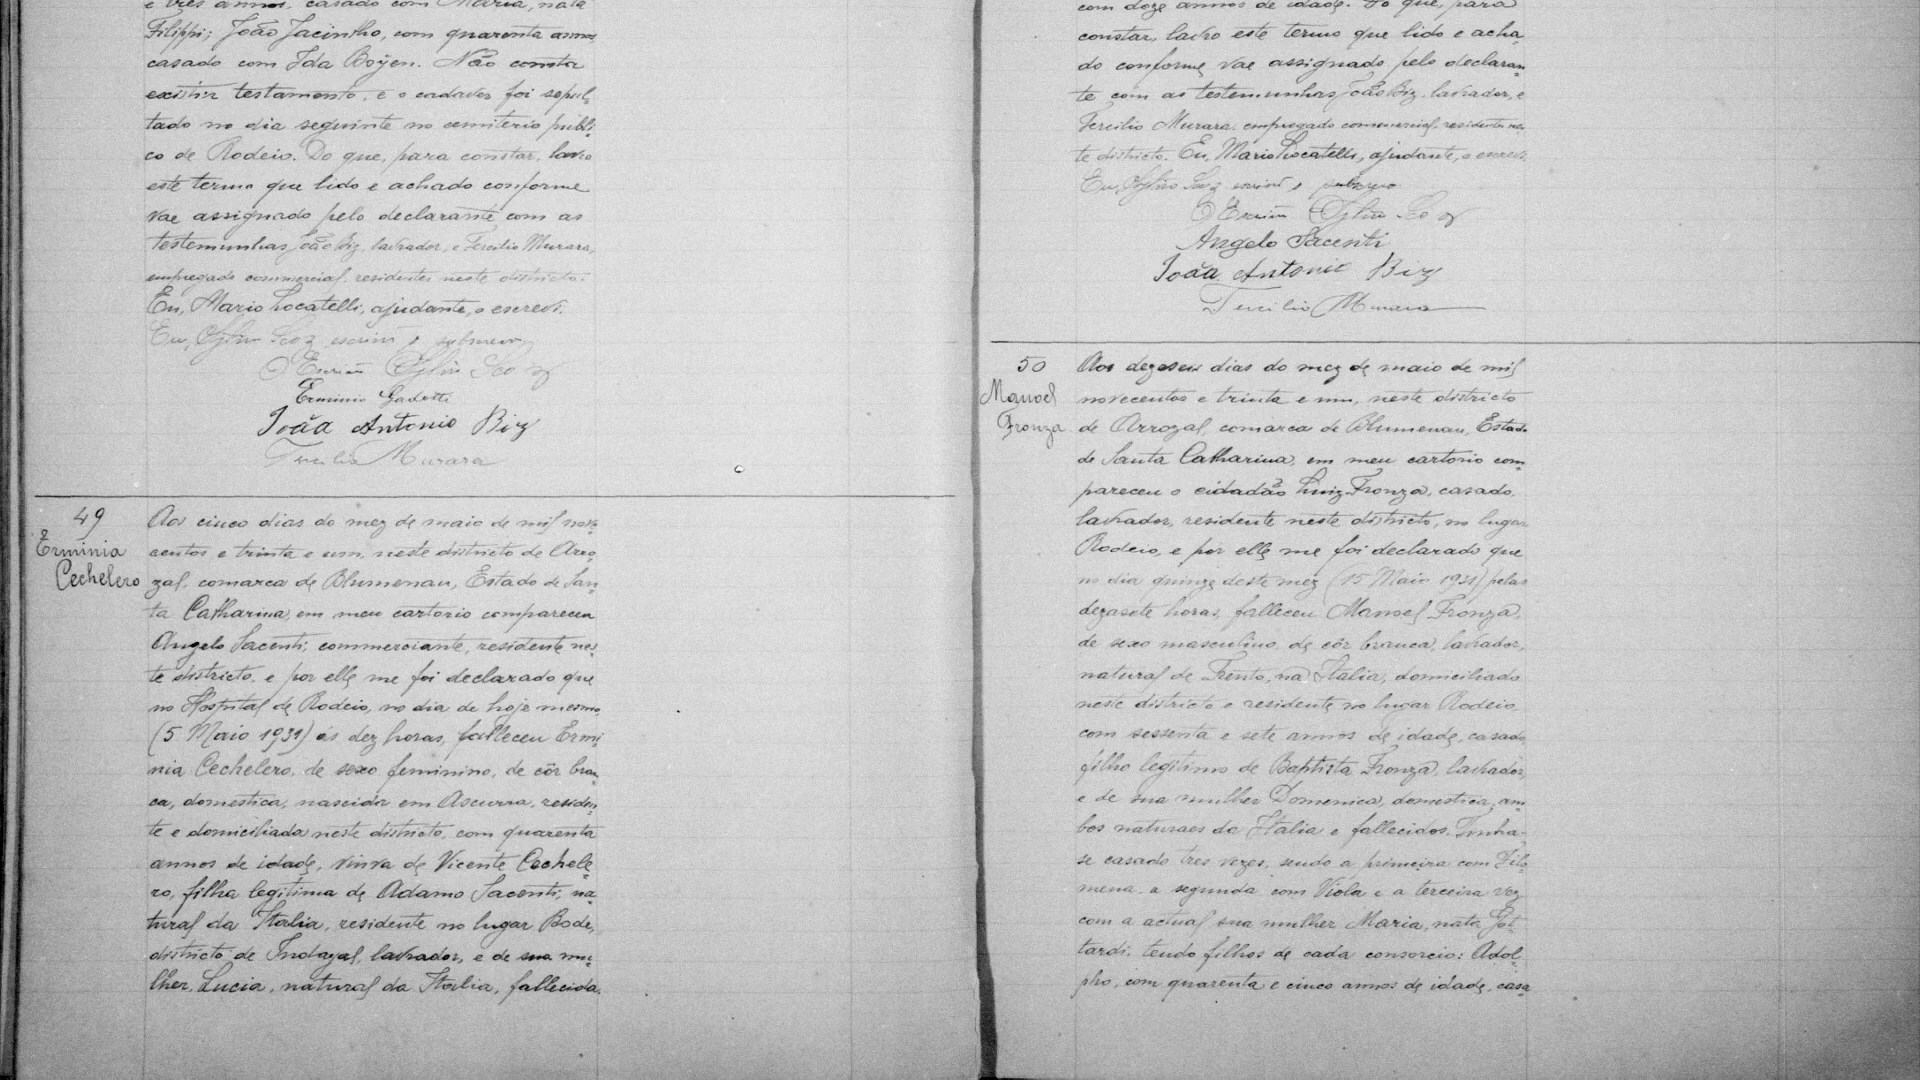 e tres annos, casado com Maria, nata
Filippi; João Jacintho, com quarenta annos,
casado com Ida Boÿen. Não consta
existir testamento, e o cadaver foi sepul-
tado no dia seguinte no cemiterio publi-
co de Rodeio. Do que, para constar, lavro
este termo que lido e achado conforme
vae assignado pelo declarante com as
testemunhas, João Biz, lavrador, e Tercilio Murara,
empregado commercial, residentes neste districto.
Eu, Mario Locatelli, ajudante, o escrevi.
Eu, escrivão o subscrevo
O Escrivão
Erminio Gadotti
João Antonio Biz
Tercilio Murara
49
Erminia
Cechelero
Aos cinco dias do mez de maio de mil nove-
centos e trinta e um, neste districto de Arro-
zal, comarca de Blumenau, Estado de San-
ta Catharina, em meu cartorio compareceu
Angelo Sacenti, commerciante, residente nes-
te districto, e por elle me foi declarado que
no Hospital de Rodeio, no dia de hoje mesmo,
(5 Maio 1931) ás dez horas, falleceu Ermi-
nia Cechelero, de sexo feminino, de côr bran-
ca, domestica, nascida em Ascurra, residen-
te e domiciliada neste districto, com quarenta
annos de idade, viuva de Vicente Cechele-
ro, filha legitima de Adamo Sacenti, na-
tural da Italia, residente no lugar Bode,
districto de Indayal, lavrador, e de sua mu-
lher, Lucia, natural da Italia, fallecida.
com doze annos de idade. Do que, para
constar, lavro este termo que lido e acha-
do conforme, vae assignado pelo declaran-
te com as testemunhas, João Biz, lavrador, e
Tercilio Murara, empregado commercial, residentes nes-
te districto. Eu, Mario Locatelli, ajudante, o escrevi.
Eu, escrivão o subscrevo
O Escrivão
Angelo Sacenti
João Antonio Biz
Tercilio Murara
50
Manoel
Fronza
Aos dezaseis dias do mez de maio de mil
novecentos e trinta e um, neste districto
de Arrozal, comarca de Blumenau, Estado
de Santa Catharina, em meu cartorio com-
pareceu o cidadão Luiz Fronza, casado,
lavrador, residente neste districto, no lugar
Rodeio, e por elle me foi declarado que
no dia quinze deste mez (15 Maio 1931) pelas
dezasete horas, falleceu Manoel Fronza,
de sexo masculino, de côr branca, lavrador,
natural de Trento, na Italia, domiciliado
neste districto e residente no lugar Rodeio,
com sessenta e sete annos de idade, casado,
filho legitimo de Baptista Fronza, lavrador,
e de sua mulher Domenica, domestica, am-
bos naturaes da Italia e fallecidos. Tinha-
se casado tres vezes, sendo a primeira com Filo-
mena, a segunda com Viola e a terceira vez
com a actual sua mulher Maria, nata Got-
tardi, tendo filhos de cada consorcio: Adol-
pho, com quarenta e cinco annos de idade, casa-